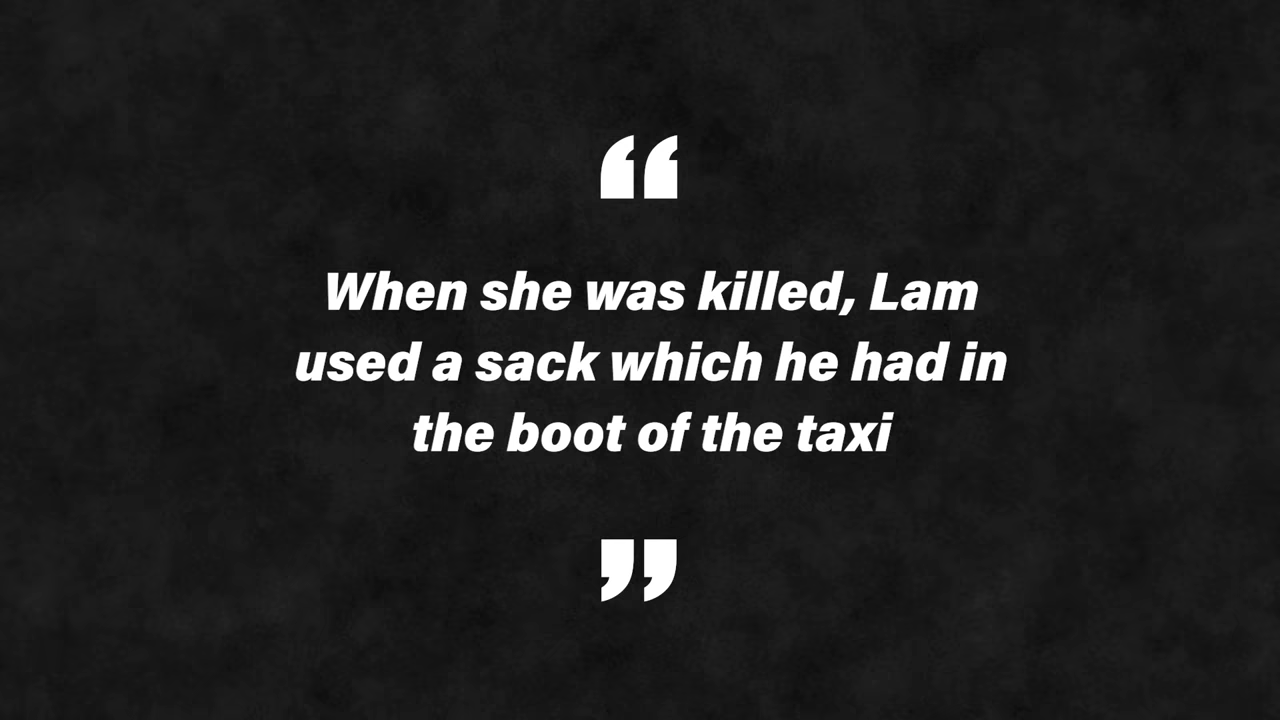 “
When she was killed, Lam
used a sack which he had in
the boot of the taxi
”